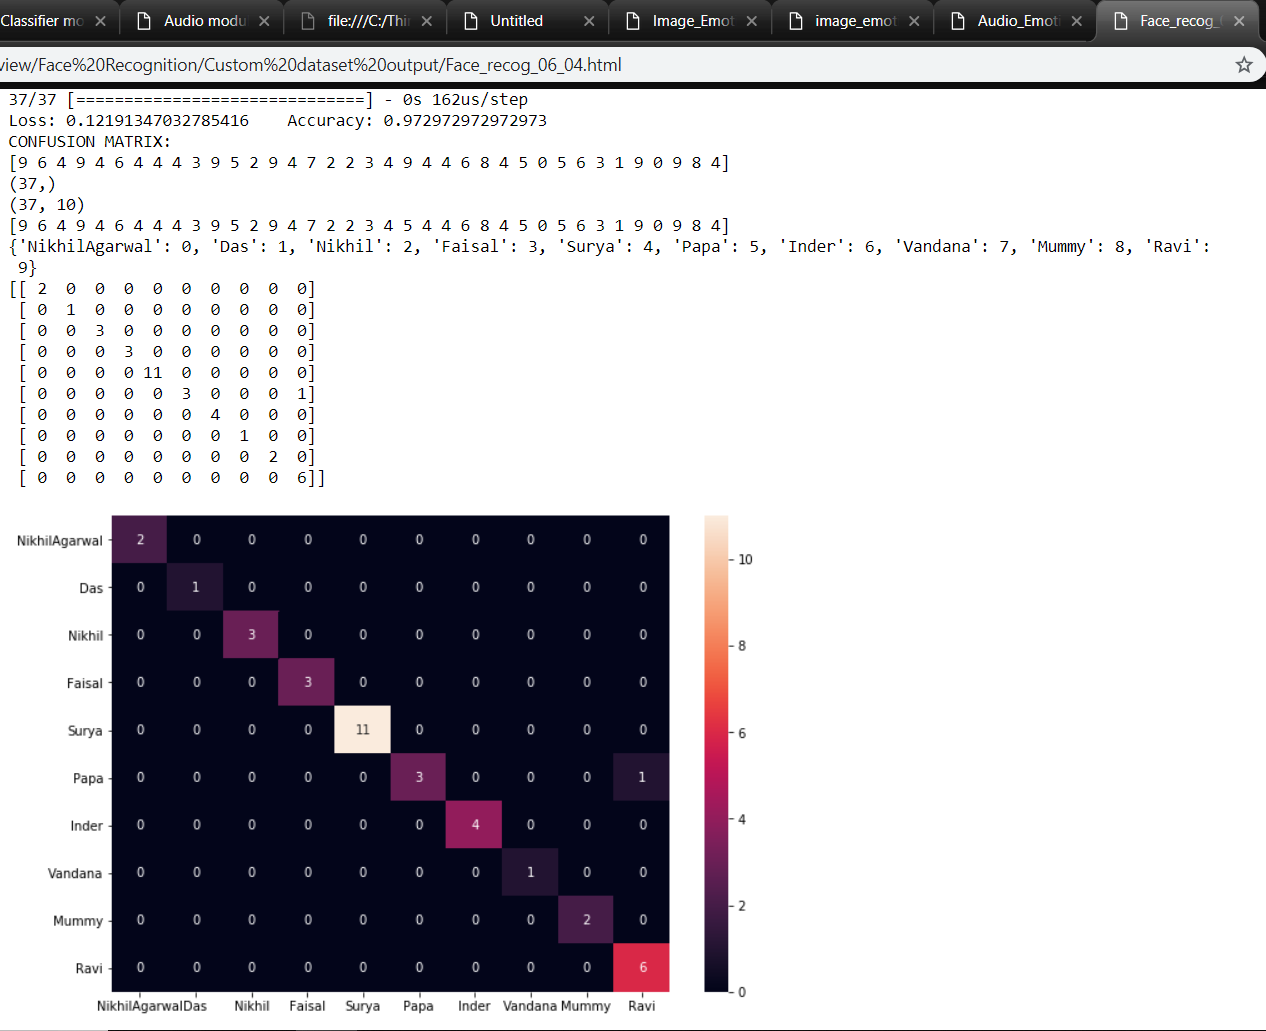 Classifier mo Audio modu file:///C:/Thi Untitled Image_Emot image_emot Audio_Emoti Face_recog_
view/Face%20Recognition/Custom%20dataset%20output/Face_recog_06_04.html
37/37 [==============================] - 0s 162us/step
Loss: 0.12191347032785416    Accuracy: 0.972972972972973
CONFUSION MATRIX:
[9 6 4 9 4 6 4 4 4 3 9 5 2 9 4 7 2 2 3 4 9 4 4 6 8 4 5 0 5 6 3 1 9 0 9 8 4]
(37,)
(37, 10)
[9 6 4 9 4 6 4 4 4 3 9 5 2 9 4 7 2 2 3 4 5 4 4 6 8 4 5 0 5 6 3 1 9 0 9 8 4]
{'NikhilAgarwal': 0, 'Das': 1, 'Nikhil': 2, 'Faisal': 3, 'Surya': 4, 'Papa': 5, 'Inder': 6, 'Vandana': 7, 'Mummy': 8, 'Ravi':
 9}
[[ 2  0  0  0  0  0  0  0  0  0]
 [ 0  1  0  0  0  0  0  0  0  0]
 [ 0  0  3  0  0  0  0  0  0  0]
 [ 0  0  0  3  0  0  0  0  0  0]
 [ 0  0  0  0 11  0  0  0  0  0]
 [ 0  0  0  0  0  3  0  0  0  1]
 [ 0  0  0  0  0  0  4  0  0  0]
 [ 0  0  0  0  0  0  0  1  0  0]
 [ 0  0  0  0  0  0  0  0  2  0]
 [ 0  0  0  0  0  0  0  0  0  6]]
NikhilAgarwal 2 0 0 0 0 0 0 0 0 0
Das 0 1 0 0 0 0 0 0 0 0
Nikhil 0 0 3 0 0 0 0 0 0 0
Faisal 0 0 0 3 0 0 0 0 0 0
Surya 0 0 0 0 11 0 0 0 0 0
Papa 0 0 0 0 0 3 0 0 0 1
Inder 0 0 0 0 0 0 4 0 0 0
Vandana 0 0 0 0 0 0 0 1 0 0
Mummy 0 0 0 0 0 0 0 0 2 0
Ravi 0 0 0 0 0 0 0 0 0 6
NikhilAgarwal Das Nikhil Faisal Surya Papa Inder Vandana Mummy Ravi
10
8
6
4
2
0